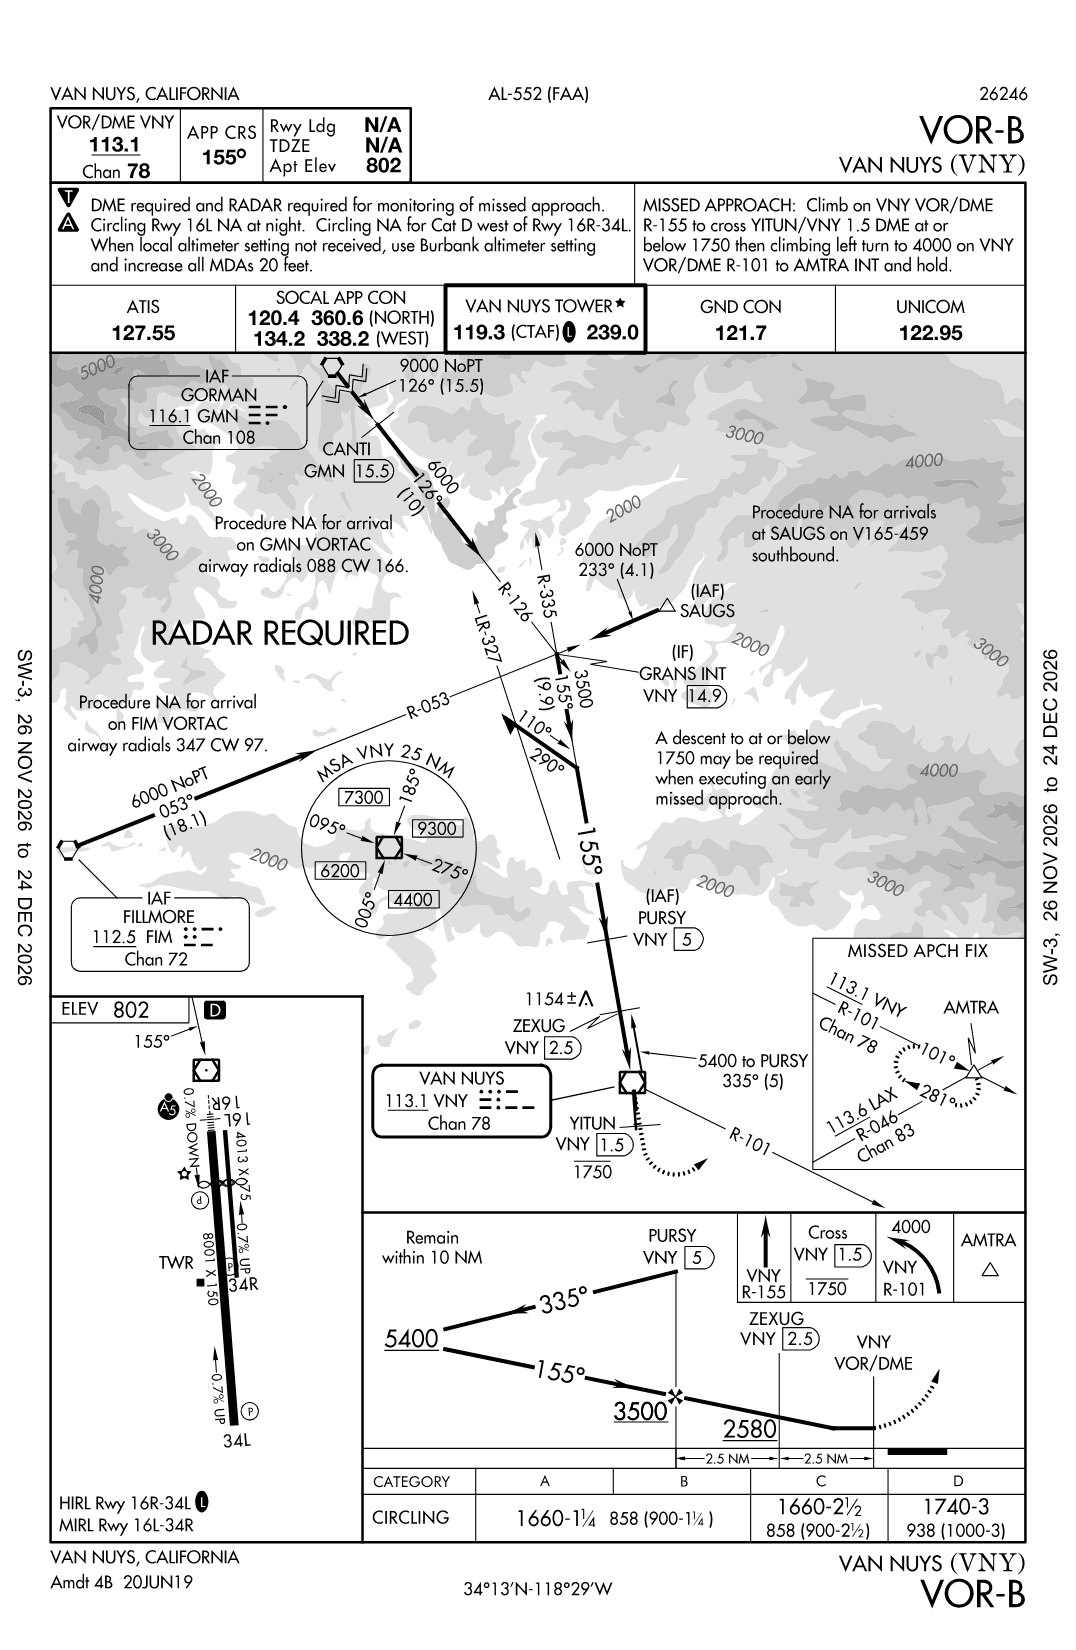 VAN NUYS, CALIFORNIA
AL-552 (FAA)
26246
VOR/DME VNY
113.1
Chan 78
APP CRS
155°
Rwy Ldg N/A
TDZE N/A
Apt Elev 802
VOR-B
VAN NUYS (VNY)
T
A
DME required and RADAR required for monitoring of missed approach.
Circling Rwy 16L NA at night. Circling NA for Cat D west of Rwy 16R-34L.
When local altimeter setting not received, use Burbank altimeter setting
and increase all MDAs 20 feet.
MISSED APPROACH: Climb on VNY VOR/DME
R-155 to cross YITUN/VNY 1.5 DME at or
below 1750 then climbing left turn to 4000 on VNY
VOR/DME R-101 to AMTRA INT and hold.
ATIS
127.55
SOCAL APP CON
120.4 360.6 (NORTH)
134.2 338.2 (WEST)
VAN NUYS TOWER★
119.3 (CTAF) L 239.0
GND CON
121.7
UNICOM
122.95
5000
IAF
GORMAN
116.1 GMN
Chan 108
9000 NoPT
126° (15.5)
CANTI
GMN 15.5
6000
126°
(10)
3000
4000
2000
2000
3000
4000
Procedure NA for arrival
on GMN VORTAC
airway radials 088 CW 166.
Procedure NA for arrivals
at SAUGS on V165-459
southbound.
6000 NoPT
233° (4.1)
R-335
R-126
LR-327
(IAF)
SAUGS
RADAR REQUIRED
2000
3000
(IF)
GRANS INT
VNY 14.9
3500
155°
(9.9)
R-053
Procedure NA for arrival
on FIM VORTAC
airway radials 347 CW 97.
110°
290°
A descent to at or below
1750 may be required
when executing an early
missed approach.
4000
6000 NoPT
053°
(18.1)
MSA VNY 25 NM
185°
7300
095°
9300
6200
275°
4400
005°
155°
2000
2000
3000
IAF
FILLMORE
112.5 FIM
Chan 72
(IAF)
PURSY
VNY 5
MISSED APCH FIX
113.1 VNY
R-101
Chan 78
AMTRA
101°
281°
113.6 LAX
R-046
Chan 83
1154±
ZEXUG
VNY 2.5
5400 to PURSY
335° (5)
VAN NUYS
113.1 VNY
Chan 78
YITUN
VNY 1.5
1750
R-101
ELEV 802
D
155°
A5
16R
16L
0.7% DOWN
4013 X 75
P
8001 X 150
0.7% UP
P
TWR
34R
0.7% UP
P
34L
HIRL Rwy 16R-34L L
MIRL Rwy 16L-34R
Remain
within 10 NM
PURSY
VNY 5
VNY
R-155
Cross
VNY 1.5
1750
4000
VNY
R-101
AMTRA
335°
5400
155°
3500
ZEXUG
VNY 2.5
2580
VNY
VOR/DME
2.5 NM
2.5 NM
CATEGORY A B C D
CIRCLING
1660-1¼ 858 (900-1¼ )
1660-2½
858 (900-2½)
1740-3
938 (1000-3)
VAN NUYS, CALIFORNIA
Amdt 4B 20JUN19
34°13'N-118°29'W
VAN NUYS (VNY)
VOR-B
SW-3, 26 NOV 2026 to 24 DEC 2026
SW-3, 26 NOV 2026 to 24 DEC 2026